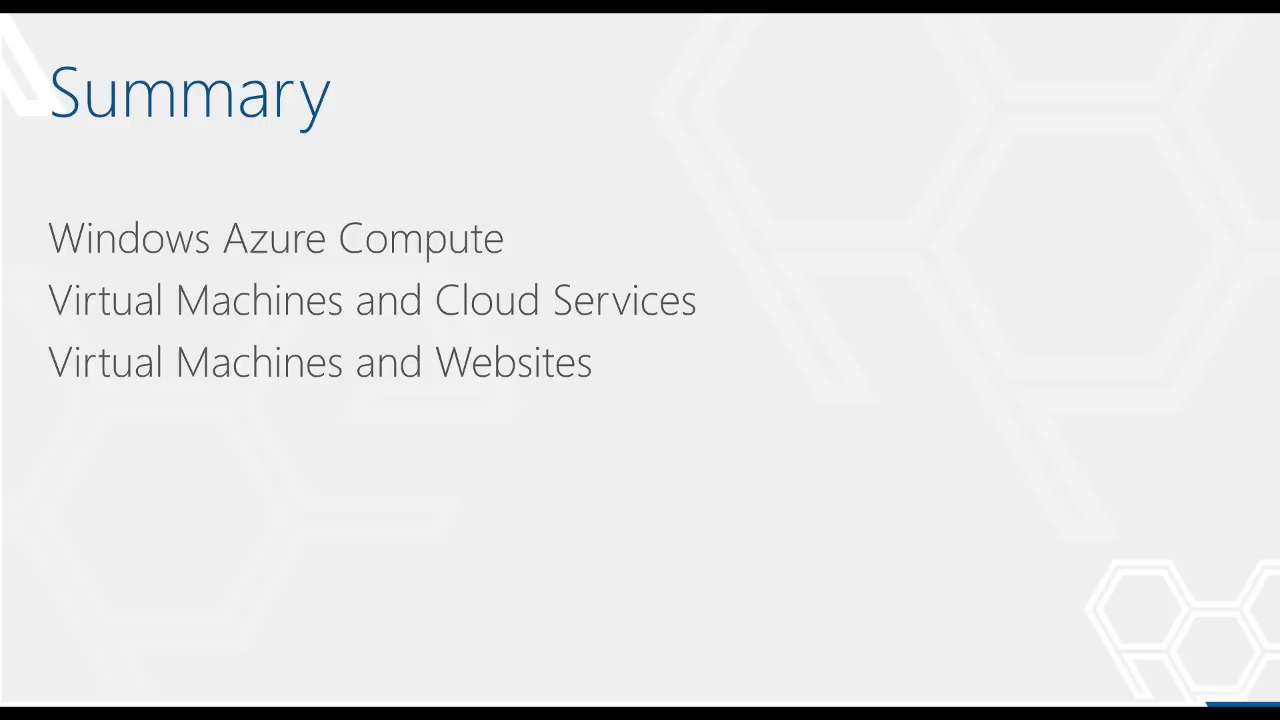 Summary
Windows Azure Compute
Virtual Machines and Cloud Services
Virtual Machines and Websites